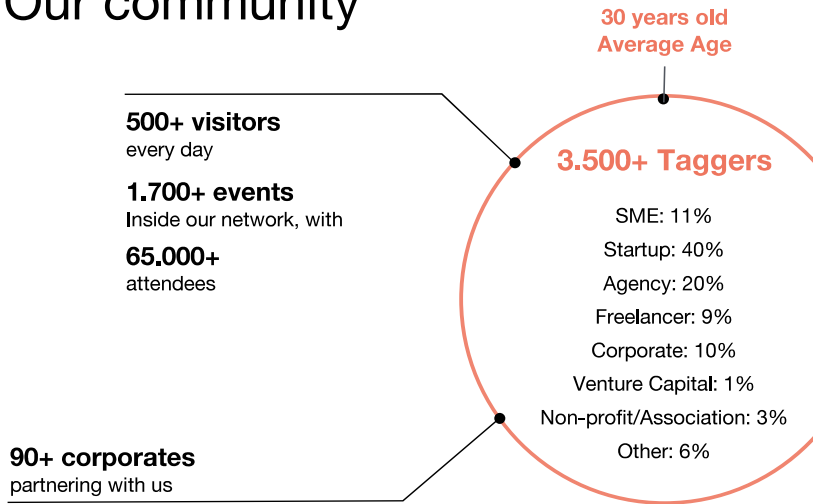 Our community
30 years old
Average Age
500+ visitors
every day
1.700+ events
Inside our network, with
65.000+
attendees
3.500+ Taggers
SME: 11%
Startup: 40%
Agency: 20%
Freelancer: 9%
Corporate: 10%
Venture Capital: 1%
Non-profit/Association: 3%
Other: 6%
90+ corporates
partnering with us